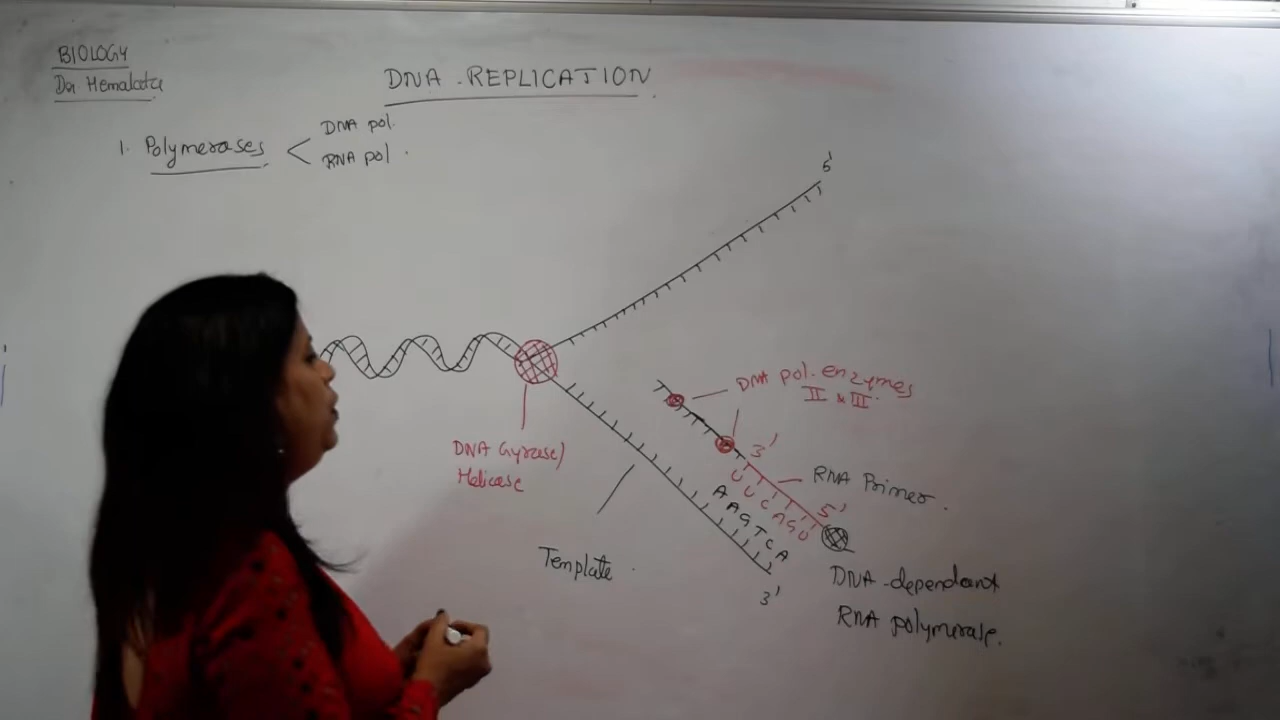 BIOLOGY
Dr. Hemalata
DNA - REPLICATION
1. Polymerases
DNA pol.
RNA pol.
5'
DNA pol. enzymes
II & III.
3'
RNA Primer.
U U C A G U
5'
A A G T C A
DNA Gyrase/
Helicase
Template.
3'
DNA-dependant
RNA polymerase.